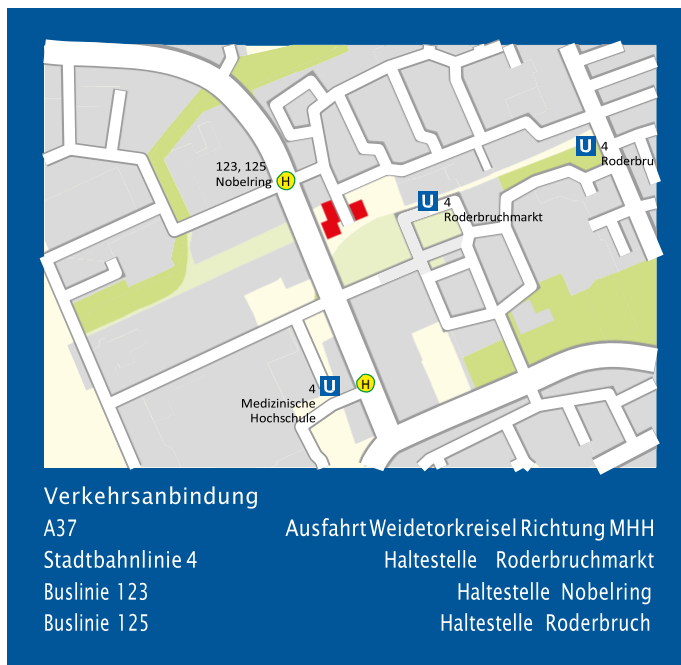 123, 125
Nobelring
H
U 4
Roderbru
U 4
Roderbruchmarkt
4 U
H
Medizinische
Hochschule
Verkehrsanbindung
A37 Ausfahrt Weidetorkreisel Richtung MHH
Stadtbahnlinie 4 Haltestelle Roderbruchmarkt
Buslinie 123 Haltestelle Nobelring
Buslinie 125 Haltestelle Roderbruch